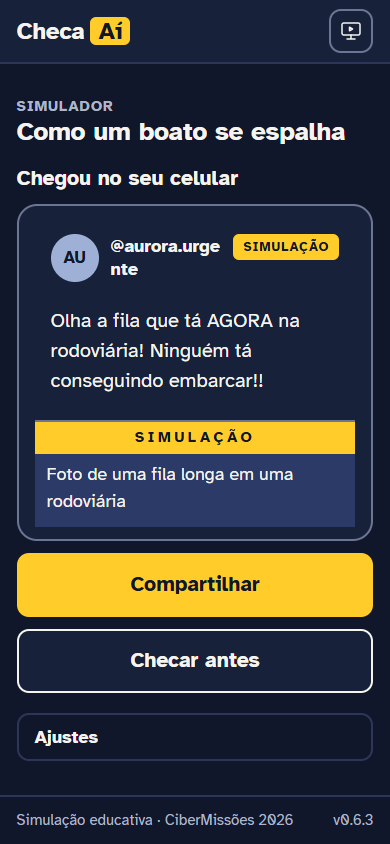 Checa Aí
SIMULADOR
Como um boato se espalha
Chegou no seu celular
AU
@aurora.urge
nte
SIMULAÇÃO
Olha a fila que tá AGORA na
rodoviária! Ninguém tá
conseguindo embarcar!!
SIMULAÇÃO
Foto de uma fila longa em uma
rodoviária
Compartilhar
Checar antes
Ajustes
Simulação educativa · CiberMissões 2026
v0.6.3